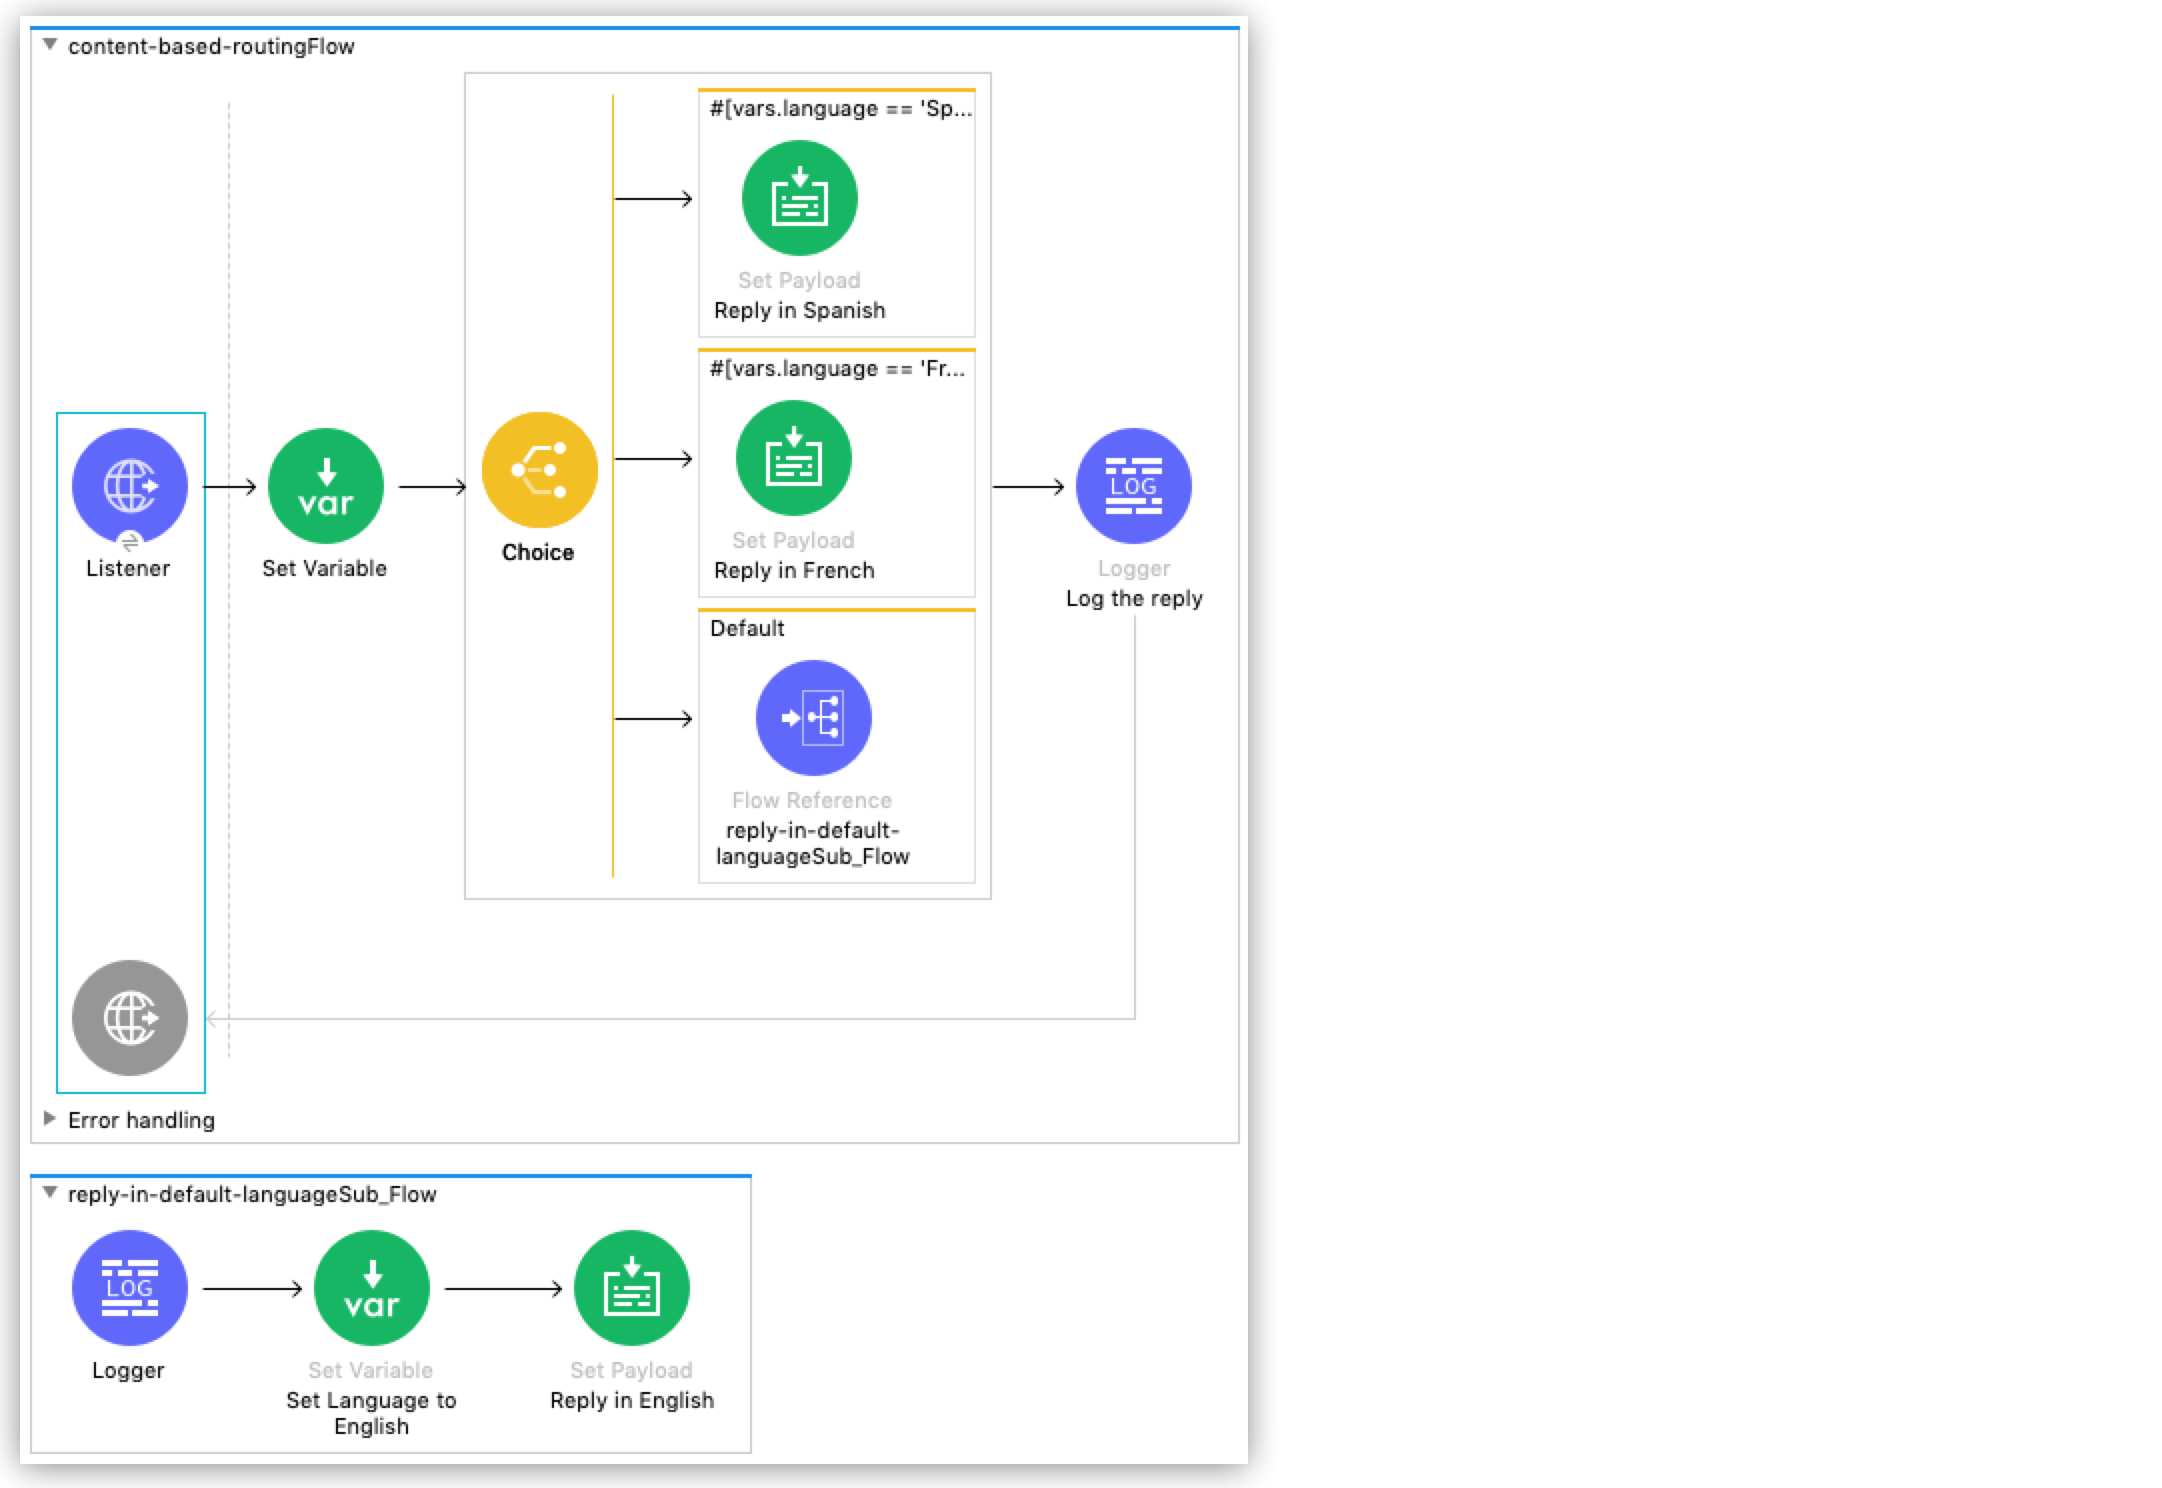 content-based-routingFlow
#[vars.language == 'Sp...
Set Payload
Reply in Spanish
#[vars.language == 'Fr...
Set Payload
Reply in French
Listener
var
Set Variable
Choice
LOG
Logger
Log the reply
Default
Flow Reference
reply-in-default-
languageSub_Flow
Error handling
reply-in-default-languageSub_Flow
LOG
Logger
var
Set Variable
Set Language to
English
Set Payload
Reply in English